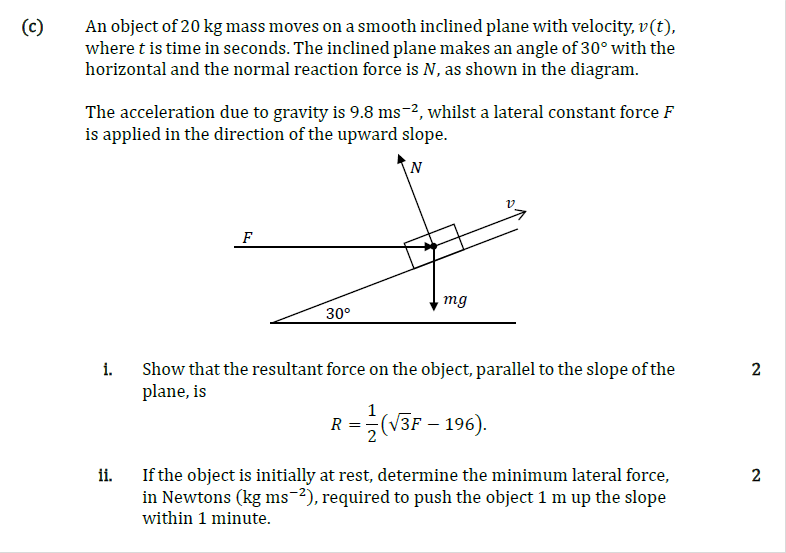 (c) An object of 20 kg mass moves on a smooth inclined plane with velocity, v(t),
where t is time in seconds. The inclined plane makes an angle of 30° with the
horizontal and the normal reaction force is N, as shown in the diagram.
The acceleration due to gravity is 9.8 ms⁻², whilst a lateral constant force F
is applied in the direction of the upward slope.
N
v
F
mg
30°
i. Show that the resultant force on the object, parallel to the slope of the 2
plane, is
R = 1/2 (√3F − 196).
ii. If the object is initially at rest, determine the minimum lateral force, 2
in Newtons (kg ms⁻²), required to push the object 1 m up the slope
within 1 minute.